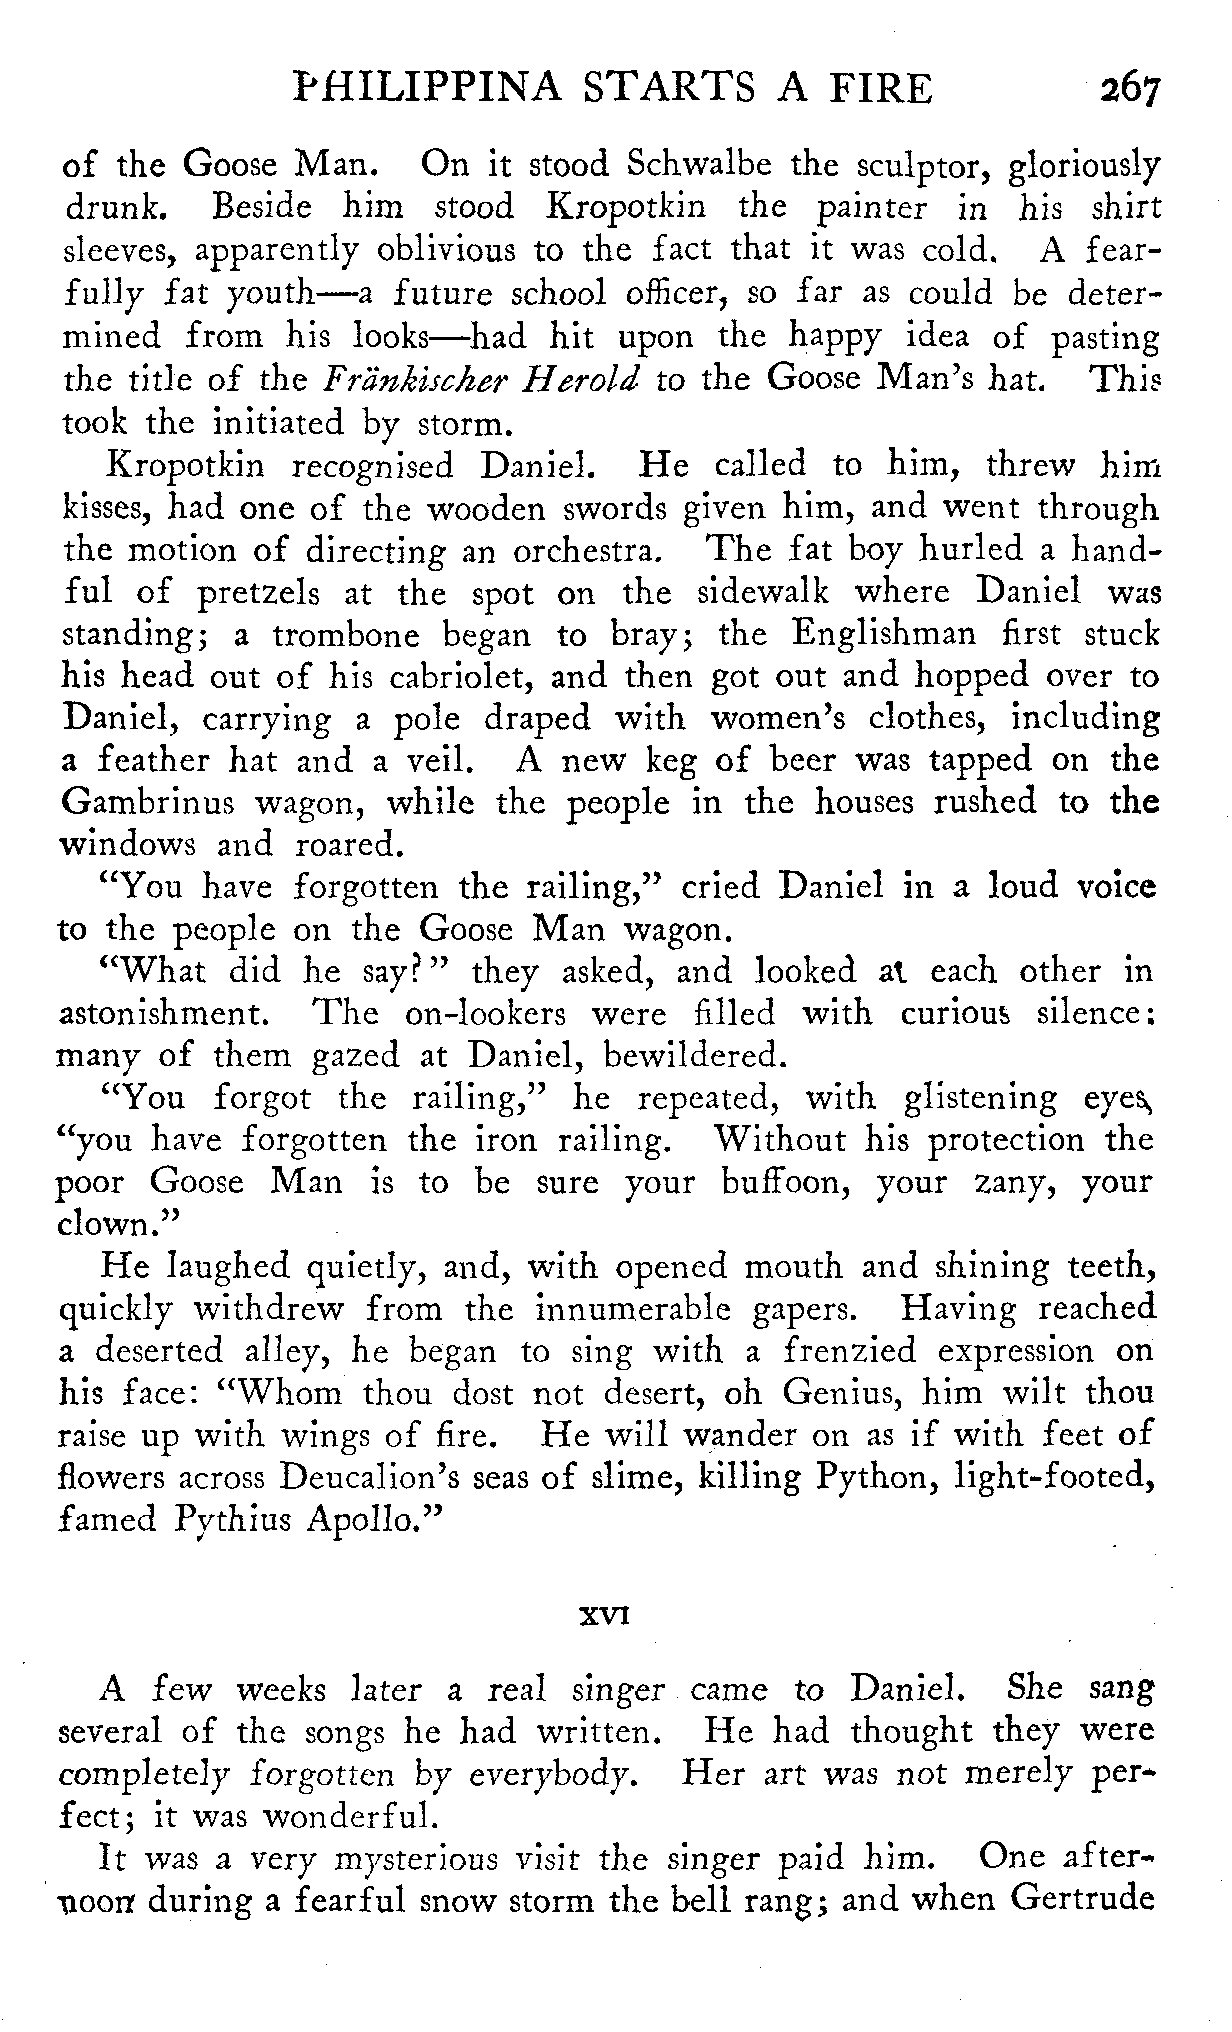 PHILIPPINA STARTS A FIRE 267
of the Goose Man. On it stood Schwalbe the sculptor, gloriously
drunk. Beside him stood Kropotkin the painter in his shirt
sleeves, apparently oblivious to the fact that it was cold. A fear-
fully fat youth—a future school officer, so far as could be deter-
mined from his looks—had hit upon the happy idea of pasting
the title of the Fränkischer Herold to the Goose Man's hat. This
took the initiated by storm.
Kropotkin recognised Daniel. He called to him, threw him
kisses, had one of the wooden swords given him, and went through
the motion of directing an orchestra. The fat boy hurled a hand-
ful of pretzels at the spot on the sidewalk where Daniel was
standing; a trombone began to bray; the Englishman first stuck
his head out of his cabriolet, and then got out and hopped over to
Daniel, carrying a pole draped with women's clothes, including
a feather hat and a veil. A new keg of beer was tapped on the
Gambrinus wagon, while the people in the houses rushed to the
windows and roared.
"You have forgotten the railing," cried Daniel in a loud voice
to the people on the Goose Man wagon.
"What did he say?" they asked, and looked at each other in
astonishment. The on-lookers were filled with curious silence;
many of them gazed at Daniel, bewildered.
"You forgot the railing," he repeated, with glistening eyes,
"you have forgotten the iron railing. Without his protection the
poor Goose Man is to be sure your buffoon, your zany, your
clown."
He laughed quietly, and, with opened mouth and shining teeth,
quickly withdrew from the innumerable gapers. Having reached
a deserted alley, he began to sing with a frenzied expression on
his face: "Whom thou dost not desert, oh Genius, him wilt thou
raise up with wings of fire. He will wander on as if with feet of
flowers across Deucalion's seas of slime, killing Python, light-footed,
famed Pythius Apollo."
XVI
A few weeks later a real singer came to Daniel. She sang
several of the songs he had written. He had thought they were
completely forgotten by everybody. Her art was not merely per-
fect; it was wonderful.
It was a very mysterious visit the singer paid him. One after-
noon during a fearful snow storm the bell rang; and when Gertrude